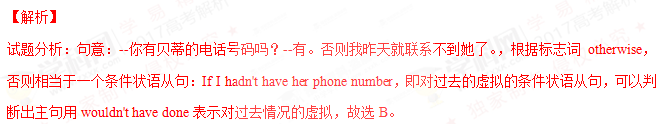 【解析】
试题分析：句意：--你有贝蒂的电话号码吗？--有。否则我昨天就联系不到她了。，根据标志词 otherwise，
否则相当于一个条件状语从句：If I hadn't have her phone number，即对过去的虚拟的条件状语从句，可以判
断出主句用 wouldn't have done 表示对过去情况的虚拟，故选 B。